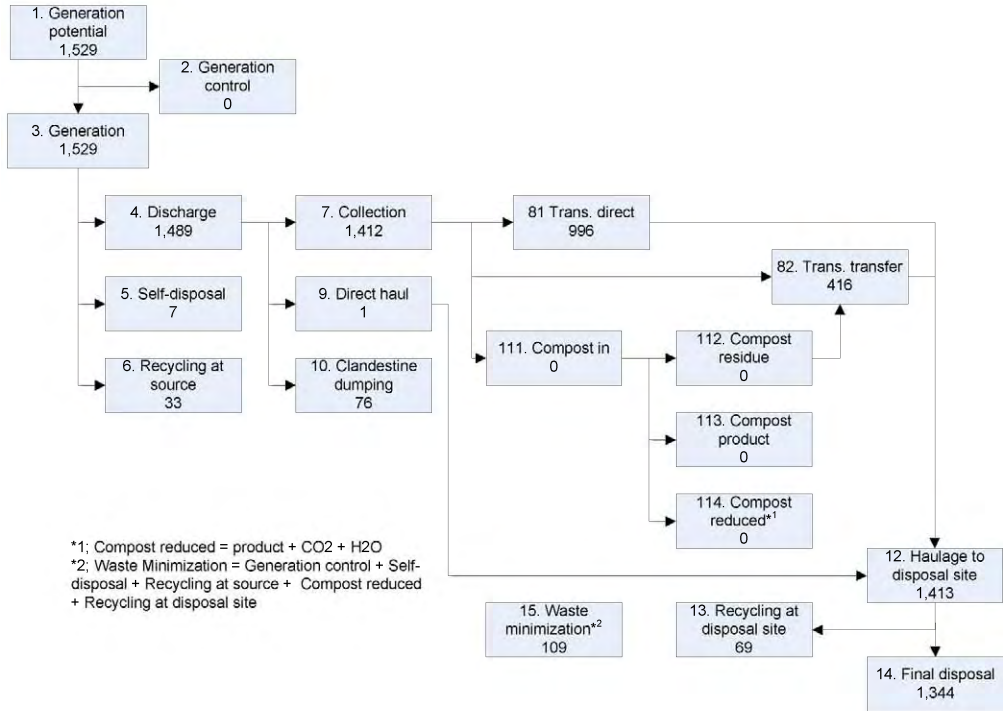 1. Generation
potential
1,529
2. Generation
control
0
3. Generation
1,529
4. Discharge
1,489
7. Collection
1,412
81 Trans. direct
996
82. Trans. transfer
416
5. Self-disposal
7
9. Direct haul
1
111. Compost in
0
112. Compost
residue
0
6. Recycling at
source
33
10. Clandestine
dumping
76
113. Compost
product
0
114. Compost
reduced*1
0
*1; Compost reduced = product + CO2 + H2O
*2; Waste Minimization = Generation control + Self-
disposal + Recycling at source + Compost reduced
+ Recycling at disposal site
12. Haulage to
disposal site
1,413
15. Waste
minimization*2
109
13. Recycling at
disposal site
69
14. Final disposal
1,344